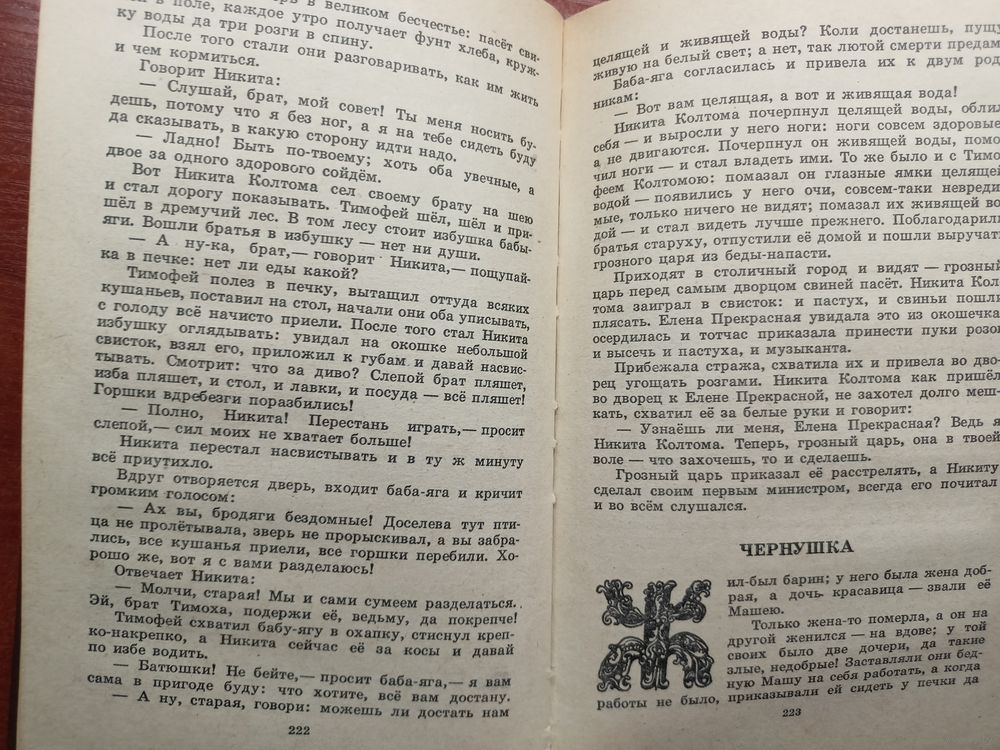 в великом бесчестье: пасёт сви-
в поле, каждое утро получает фунт хлеба, круж-
ку воды да три розги в спину.
После того стали они разговаривать, как им жить
и чем кормиться.
Говорит Никита:
— Слушай, брат, мой совет! Ты меня носить бу-
дешь, потому что я без ног, а я на тебе сидеть буду
да сказывать, в какую сторону идти надо.
— Ладно! Быть по-твоему; хоть оба увечные, а
двое за одного здорового сойдём.
Вот Никита Колтома сел своему брату на шею
и стал дорогу показывать. Тимофей шёл, шёл и при-
шёл в дремучий лес. В том лесу стоит избушка бабы-
яги. Вошли братья в избушку — нет ни души.
— А ну-ка, брат,— говорит Никита,— пощупай-
ка в печке: нет ли еды какой?
Тимофей полез в печку, вытащил оттуда всяких
кушаньев, поставил на стол, начали они оба уписывать,
с голоду всё начисто приели. После того стал Никита
избушку оглядывать: увидал на окошке небольшой
свисток, взял его, приложил к губам и давай насвис-
тывать. Смотрит: что за диво? Слепой брат пляшет,
изба пляшет, и стол, и лавки, и посуда — всё пляшет!
Горшки вдребезги поразбились!
— Полно, Никита! Перестань играть,— просит
слепой,— сил моих не хватает больше!
Никита перестал насвистывать и в ту ж минуту
всё приутихло.
Вдруг отворяется дверь, входит баба-яга и кричит
громким голосом:
— Ах вы, бродяги бездомные! Доселева тут пти-
ца не пролётывала, зверь не прорыскивал, а вы забра-
лись, все кушанья приели, все горшки перебили. Хо-
рошо же, вот я с вами разделаюсь!
Отвечает Никита:
— Молчи, старая! Мы и сами сумеем разделаться.
Эй, брат Тимоха, подержи её, ведьму, да покрепче!
Тимофей схватил бабу-ягу в охапку, стиснул креп-
ко-накрепко, а Никита сейчас её за косы и давай
по избе водить.
— Батюшки! Не бейте,— просит баба-яга,— я вам
сама в пригоде буду: что хотите, всё вам достану.
— А ну, старая, говори: можешь ли достать нам
222
целящей и живящей воды? Коли достанешь, пущу
живую на белый свет; а нет, так лютой смерти предам.
Баба-яга согласилась и привела их к двум род-
никам:
— Вот вам целящая, а вот и живящая вода!
Никита Колтома почерпнул целящей воды, облил
себя — и выросли у него ноги: ноги совсем здоровые,
а не двигаются. Почерпнул он живящей воды, помо-
чил ноги — и стал владеть ими. То же было и с Тимо-
феем Колтомою: помазал он глазные ямки целящей
водой — появились у него очи, совсем-таки невреди-
мые, только ничего не видят; помазал их живящей во-
дой — и стал видеть лучше прежнего. Поблагодарили
братья старуху, отпустили её домой и пошли выручать
грозного царя из беды-напасти.
Приходят в столичный город и видят — грозный
царь перед самым дворцом свиней пасёт. Никита Кол-
тома заиграл в свисток: и пастух, и свиньи пошли
плясать. Елена Прекрасная увидала это из окошечка,
осердилась и тотчас приказала принести пуки розог
и высечь и пастуха, и музыканта.
Прибежала стража, схватила их и привела во дво-
рец угощать розгами. Никита Колтома как пришёл
во дворец к Елене Прекрасной, не захотел долго меш-
кать, схватил её за белые руки и говорит:
— Узнаёшь ли меня, Елена Прекрасная? Ведь я
Никита Колтома. Теперь, грозный царь, она в твоей
воле — что захочешь, то и сделаешь.
Грозный царь приказал её расстрелять, а Никиту
сделал своим первым министром, всегда его почитал
и во всём слушался.
ЧЕРНУШКА
Жил-был барин; у него была жена доб-
рая, а дочь красавица — звали её
Машею.
Только жена-то померла, а он на
другой женился — на вдове; у той
своих было две дочери, да такие
злые, недобрые! Заставляли они бед-
ную Машу на себя работать, а когда
работы не было, приказывали ей сидеть у печки да
223